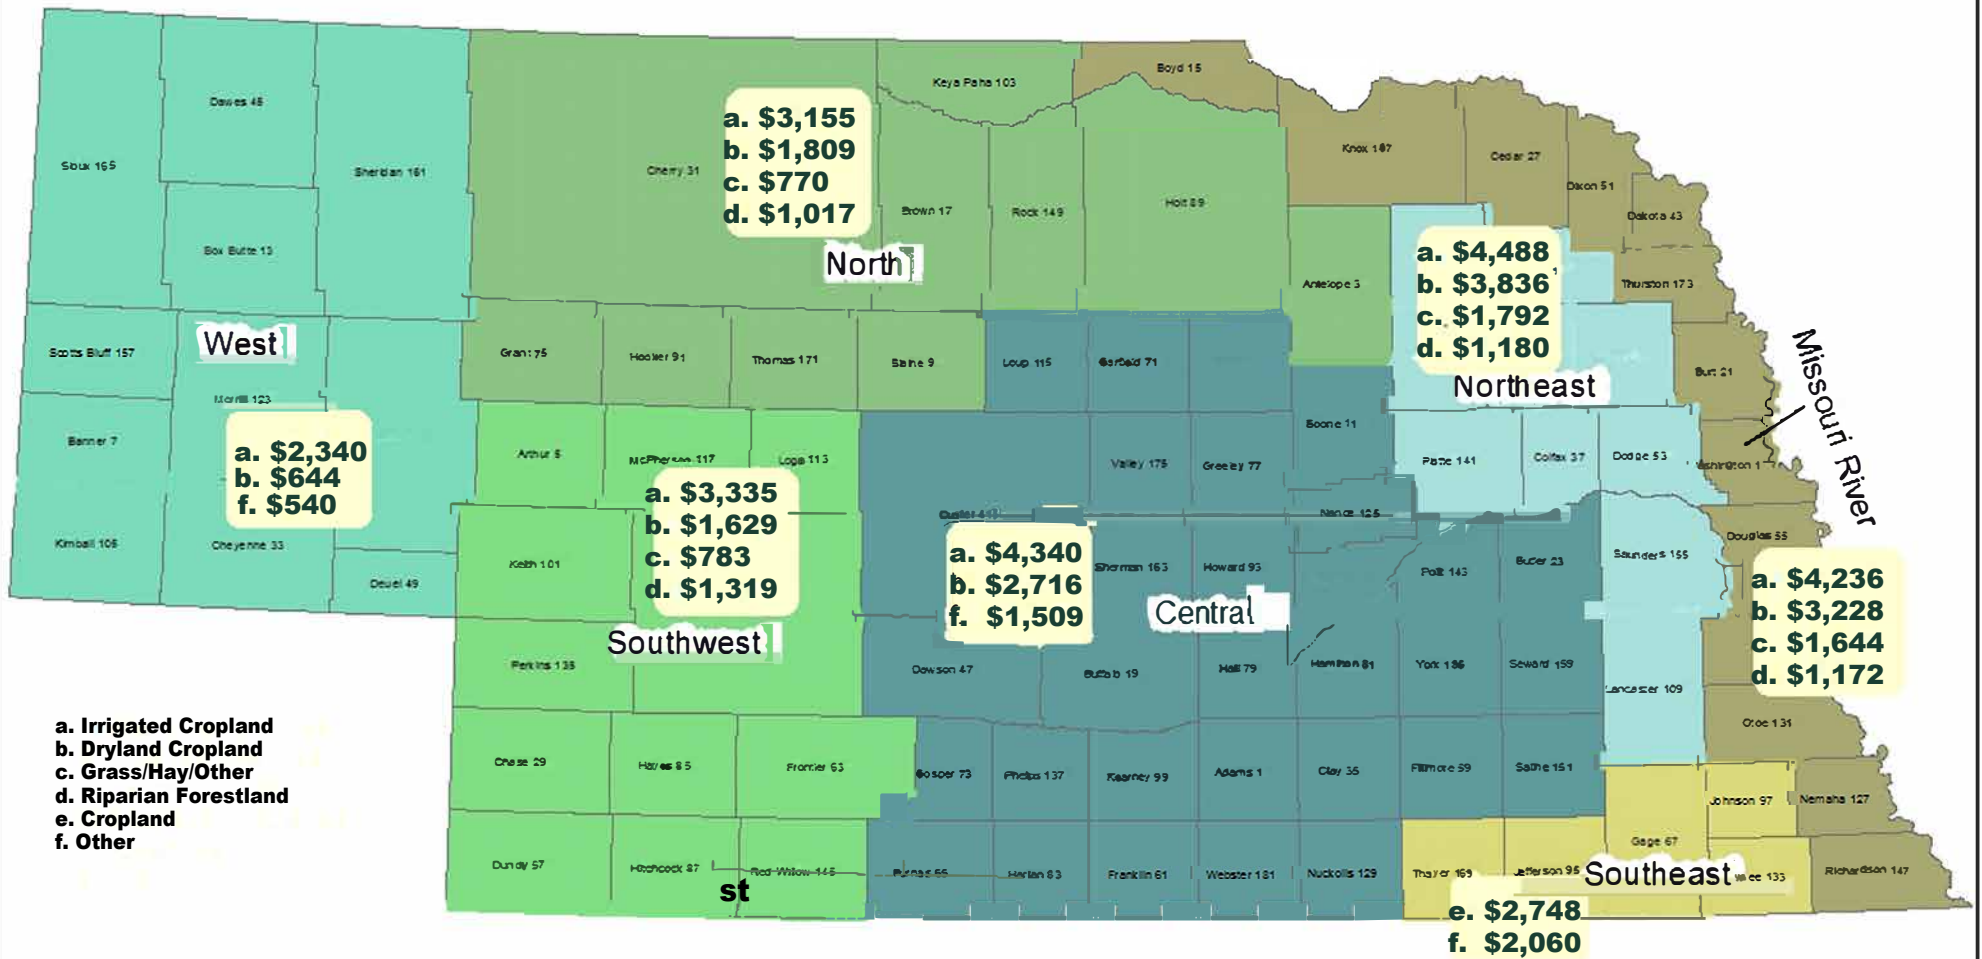 Boyd 15
Keya Paha 103
Dawes 45
Knox 107
Cedar 27
Sioux 165
Sheridan 161
Cherry 31
a. $3,155
b. $1,809
c. $770
d. $1,017
Dixon 51
Brown 17
Rock 149
Holt 89
Dakota 43
Box Butte 13
North
a. $4,488
b. $3,836
c. $1,792
d. $1,180
Antelope 3
Thurston 173
Scotts Bluff 157
West
Grant 75
Hooker 91
Thomas 171
Blaine 9
Loup 115
Garfield 71
Northeast
Burt 21
Missouri River
Morrill 123
Banner 7
a. $2,340
b. $644
f. $540
Arthur 5
McPherson 117
Logan 113
Valley 175
Greeley 77
Boone 11
Platte 141
Colfax 37
Dodge 53
a. $3,335
b. $1,629
c. $783
d. $1,319
Custer 41
Nance 125
Kimball 105
Cheyenne 33
Deuel 49
Keith 101
a. $4,340
b. $2,716
f. $1,509
Sherman 163
Howard 93
Polk 143
Butler 23
Saunders 155
Douglas 55
a. $4,236
b. $3,228
c. $1,644
d. $1,172
Central
Southwest
Perkins 135
Dawson 47
Buffalo 19
Hall 79
Hamilton 81
York 185
Seward 159
Lancaster 109
Otoe 131
a. Irrigated Cropland
b. Dryland Cropland
c. Grass/Hay/Other
d. Riparian Forestland
e. Cropland
f. Other
Chase 29
Hayes 85
Frontier 63
Gosper 73
Phelps 137
Kearney 99
Adams 1
Clay 35
Fillmore 59
Saline 151
Johnson 97
Nemaha 127
Gage 67
Dundy 57
Hitchcock 87
Red Willow 145
Furnas 65
Harlan 83
Franklin 61
Webster 181
Nuckolls 129
Thayer 169
Jefferson 95
Southeast
133
Richardson 147
st
e. $2,748
f. $2,060